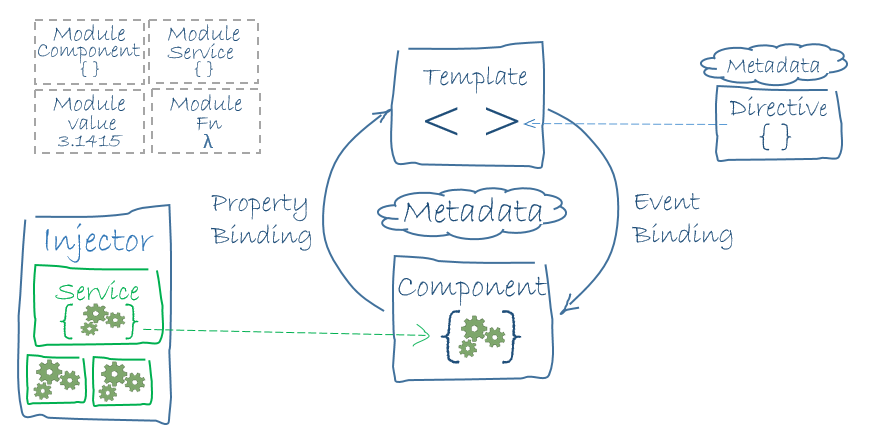 Module
Component
{ }
Module
Service
{ }
Module
value
3.1415
Module
Fn
λ
Template
< >
Metadata
Directive
{ }
Property
Binding
Metadata
Event
Binding
Injector
Service
{ }
Component
{ }